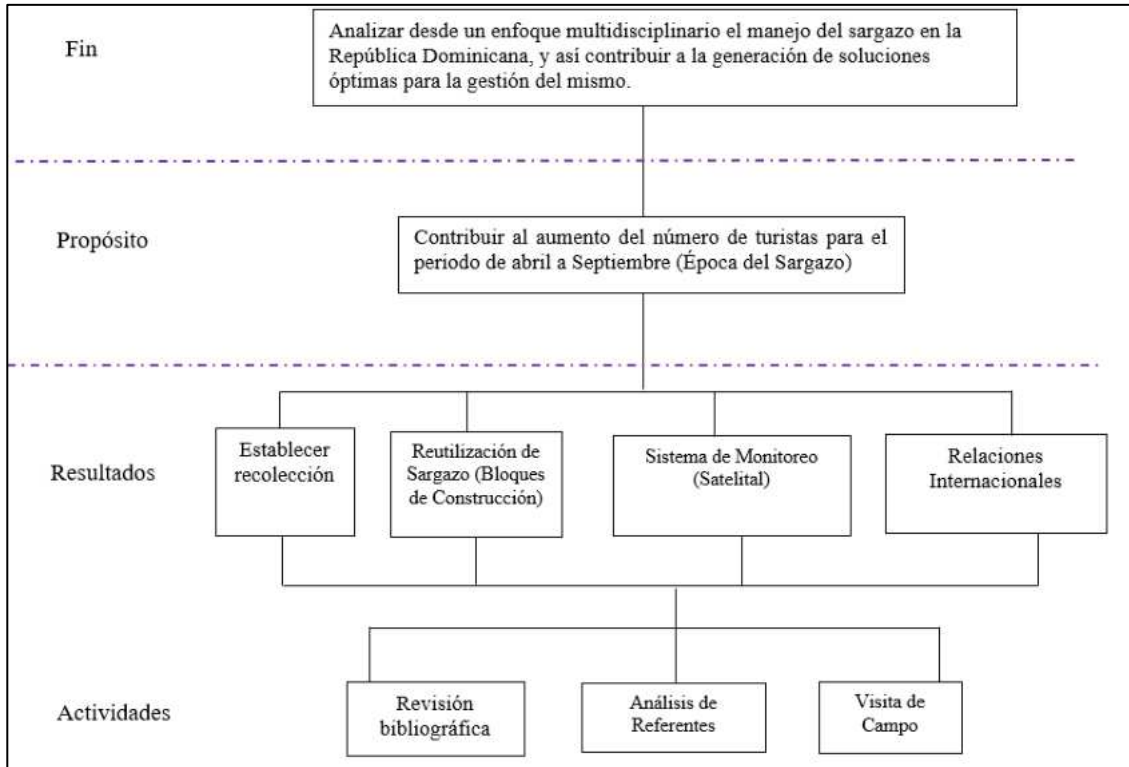 Fin
Analizar desde un enfoque multidisciplinario el manejo del sargazo en la
República Dominicana, y así contribuir a la generación de soluciones
óptimas para la gestión del mismo.
Propósito
Contribuir al aumento del número de turistas para el
periodo de abril a Septiembre (Época del Sargazo)
Resultados
Establecer
recolección
Reutilización de
Sargazo (Bloques
de Construcción)
Sistema de Monitoreo
(Satelital)
Relaciones
Internacionales
Actividades
Revisión
bibliográfica
Análisis de
Referentes
Visita de
Campo